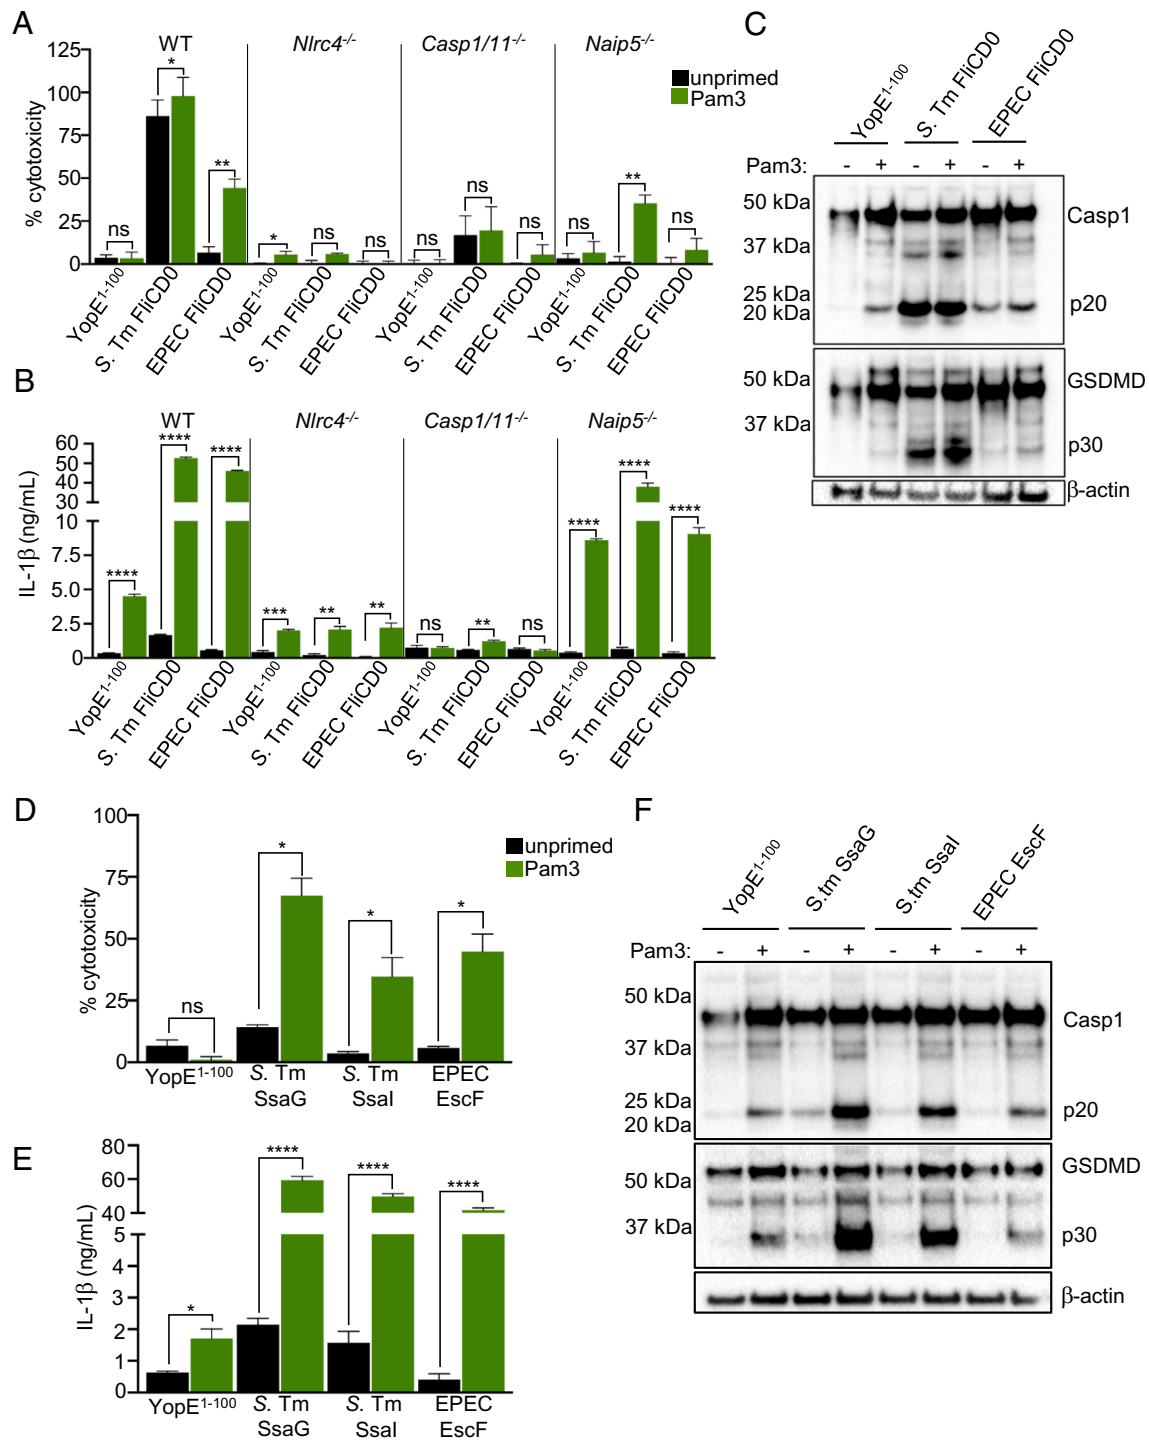 A
WT
Nlrc4-/-
Casp1/11-/-
Naip5-/-
% cytotoxicity
125
100
75
50
25
0
* ** ns * ns ns ns ns ns ns ** ns
unprimed
Pam3
YopE1-100
S. Tm FliCD0
EPEC FliCD0
YopE1-100
S. Tm FliCD0
EPEC FliCD0
YopE1-100
S. Tm FliCD0
EPEC FliCD0
YopE1-100
S. Tm FliCD0
EPEC FliCD0
B
WT
Nlrc4-/-
Casp1/11-/-
Naip5-/-
IL-1β (ng/mL)
60
50
40
30
10
7.5
5.0
2.5
0
**** **** **** *** ** ** ns ** ns **** **** ****
YopE1-100
S. Tm FliCD0
EPEC FliCD0
YopE1-100
S. Tm FliCD0
EPEC FliCD0
YopE1-100
S. Tm FliCD0
EPEC FliCD0
YopE1-100
S. Tm FliCD0
EPEC FliCD0
C
YopE1-100
S. Tm FliCD0
EPEC FliCD0
Pam3: - + - + - +
50 kDa
37 kDa
25 kDa
20 kDa
Casp1
p20
50 kDa
37 kDa
GSDMD
p30
β-actin
D
% cytotoxicity
100
75
50
25
0
ns * * *
unprimed
Pam3
YopE1-100
S. Tm
SsaG
S. Tm
SsaI
EPEC
EscF
E
IL-1β (ng/mL)
80
60
40
5
4
3
2
1
0
* **** **** ****
YopE1-100
S. Tm
SsaG
S. Tm
SsaI
EPEC
EscF
F
YopE1-100
S.tm SsaG
S.tm SsaI
EPEC EscF
Pam3: - + - + - + - +
50 kDa
37 kDa
25 kDa
20 kDa
Casp1
p20
50 kDa
37 kDa
GSDMD
p30
β-actin